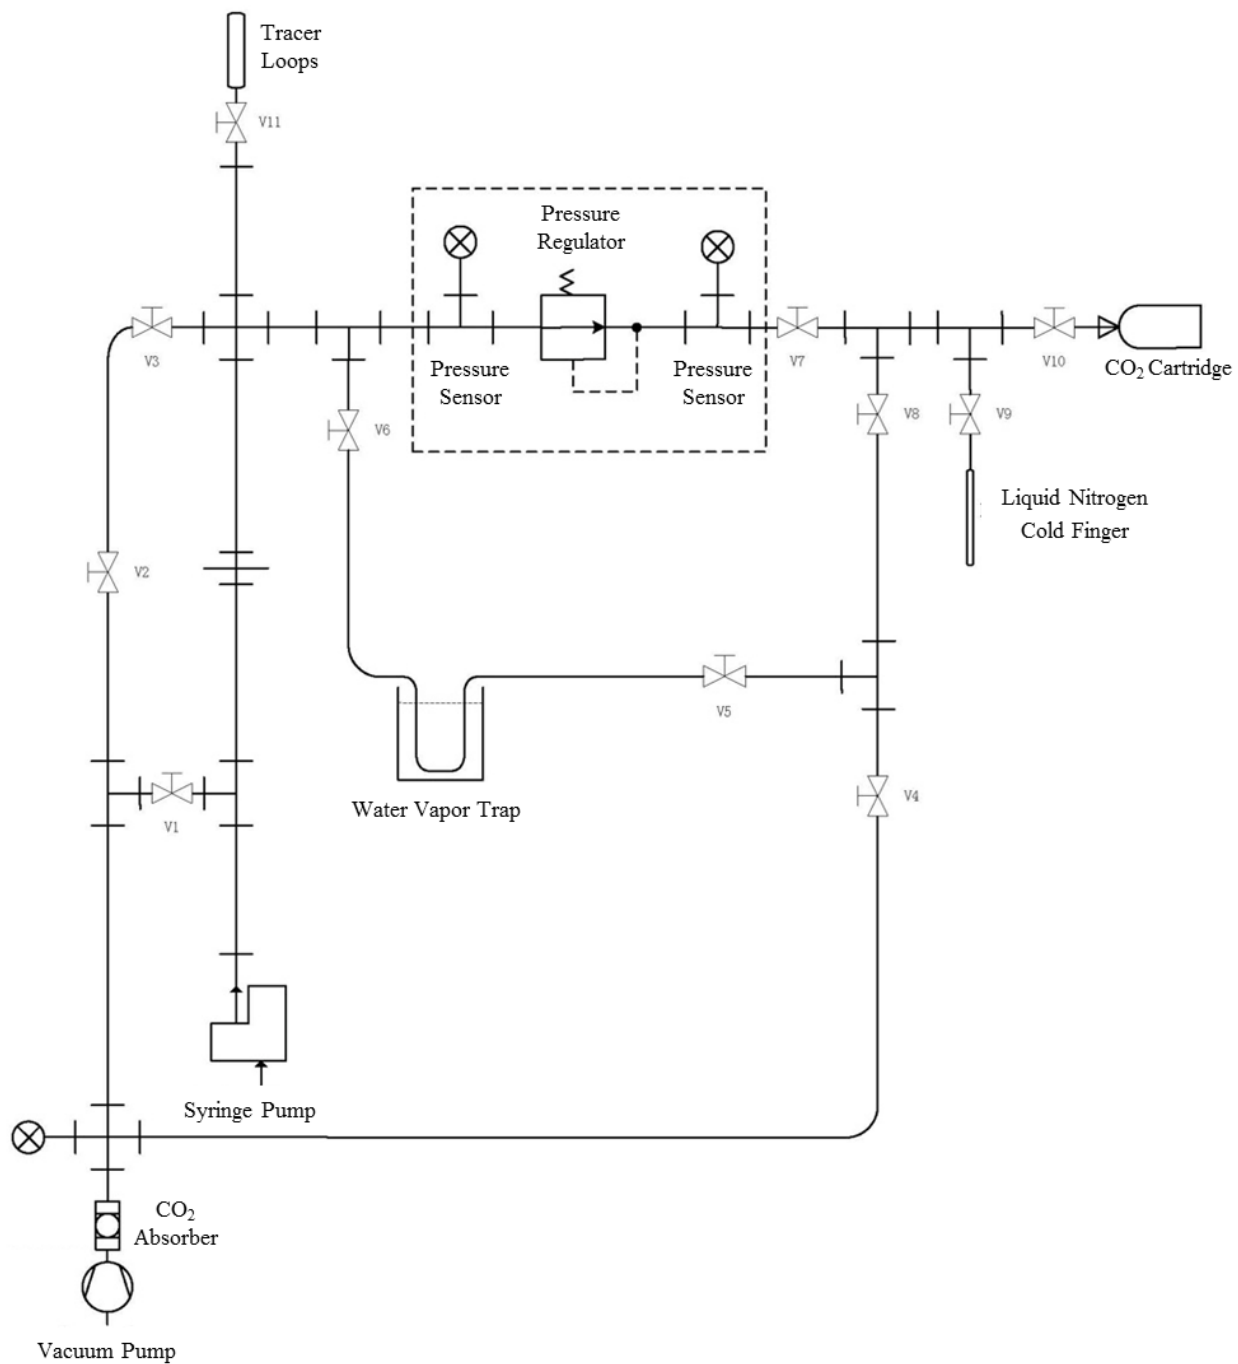 Tracer
Loops
V11
Pressure
Regulator
V3
Pressure
Sensor
Pressure
Sensor
V7
V10
CO₂ Cartridge
V6
V8
V9
Liquid Nitrogen
Cold Finger
V2
V5
Water Vapor Trap
V4
V1
Syringe Pump
CO₂
Absorber
Vacuum Pump